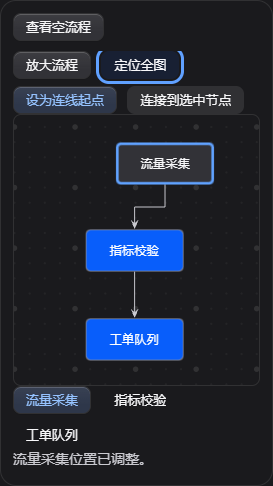 查看空流程
放大流程 定位全图
设为连线起点 连接到选中节点
流量采集
指标校验
工单队列
流量采集 指标校验
工单队列
流量采集位置已调整。